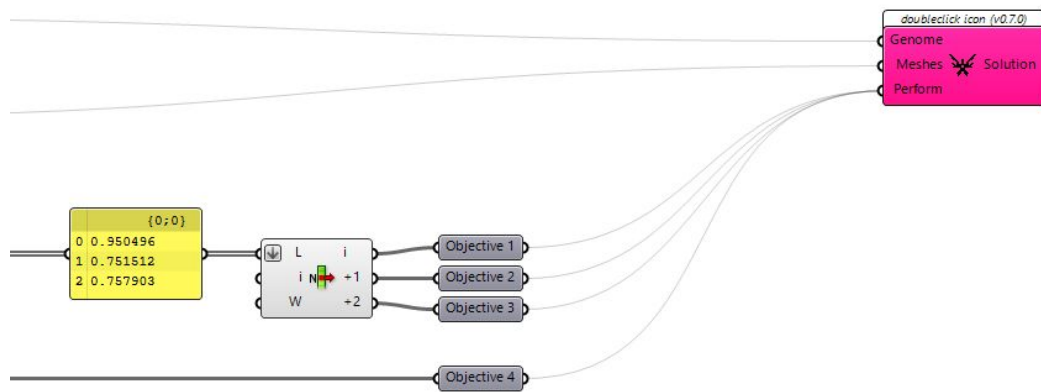 doubleclick icon (v0.7.0)
Genome
Meshes Solution
Perform
{0;0}
0 0.950496
1 0.751512
2 0.757903
L i
i N +1
W +2
Objective 1
Objective 2
Objective 3
Objective 4